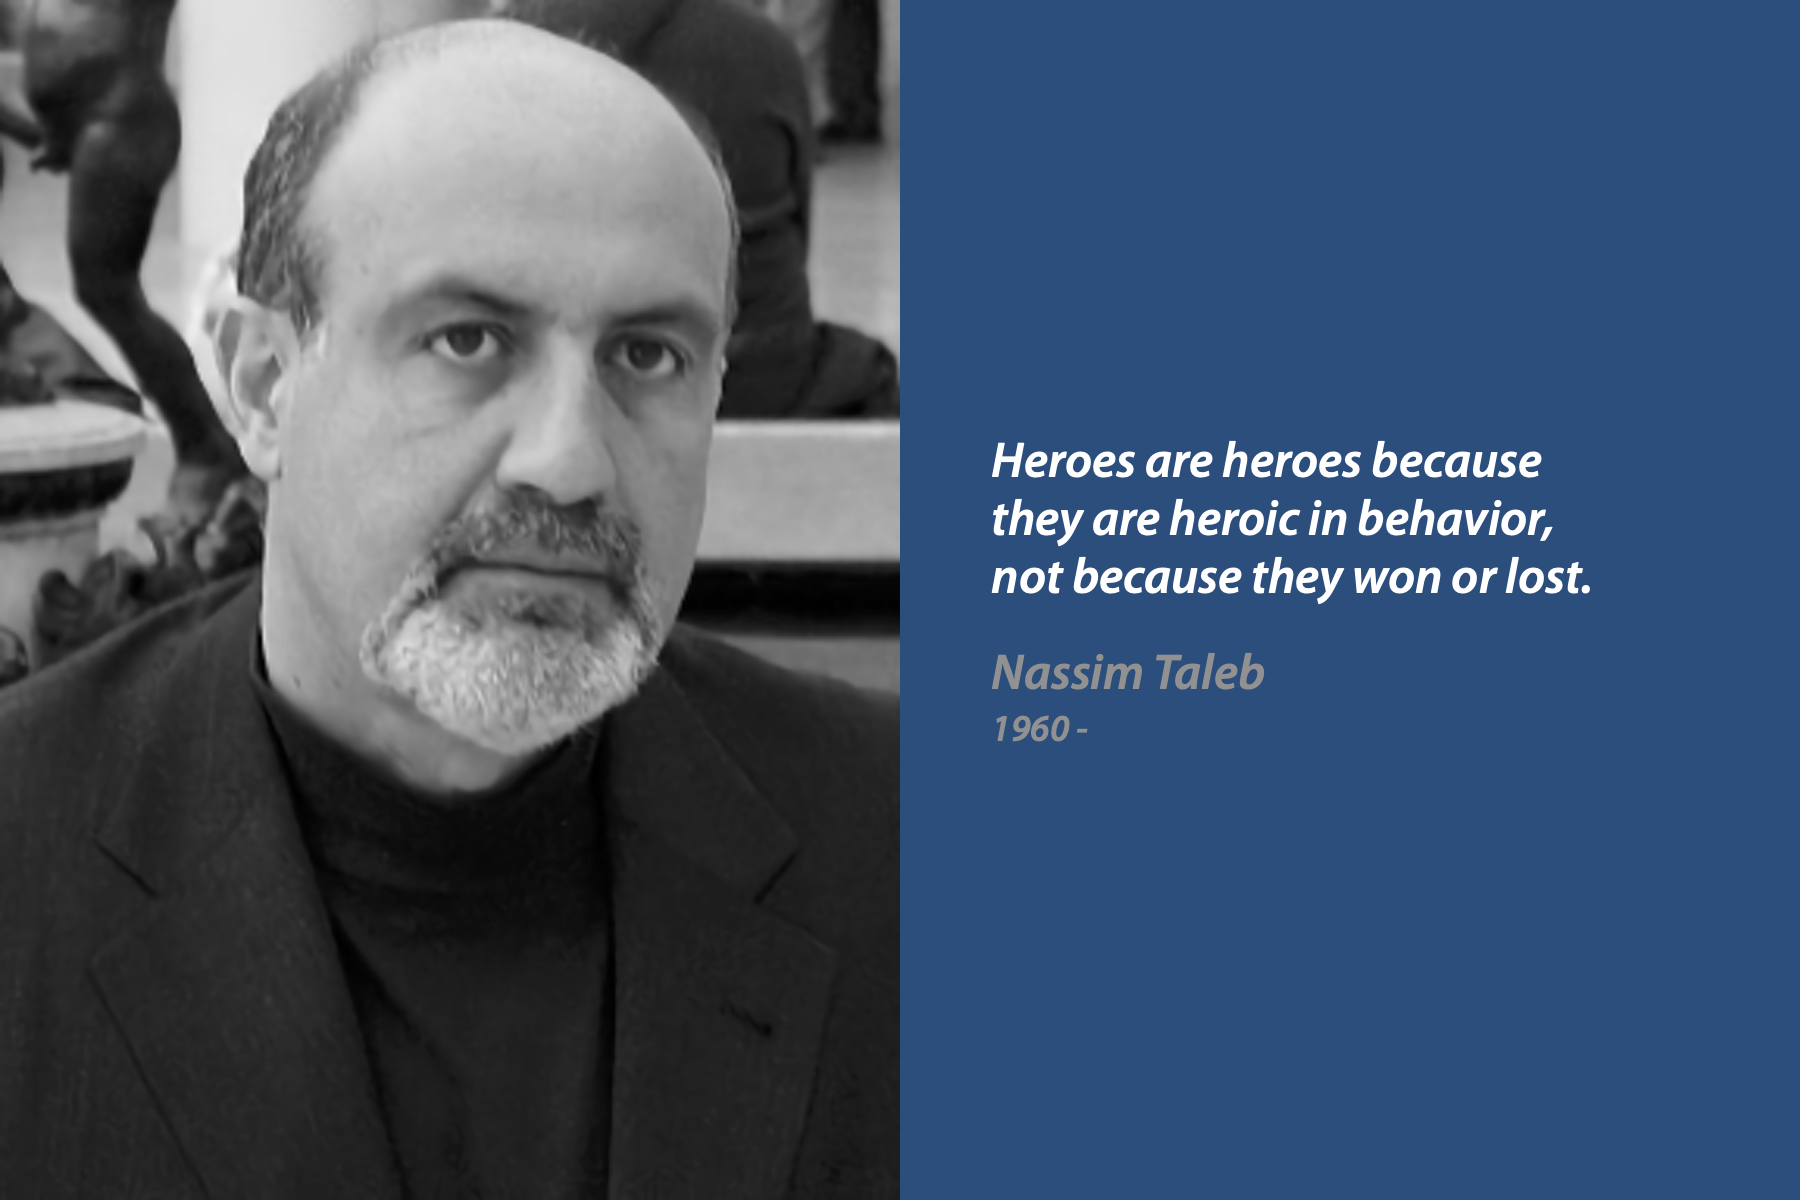 Heroes are heroes because
they are heroic in behavior,
not because they won or lost.
Nassim Taleb
1960 -